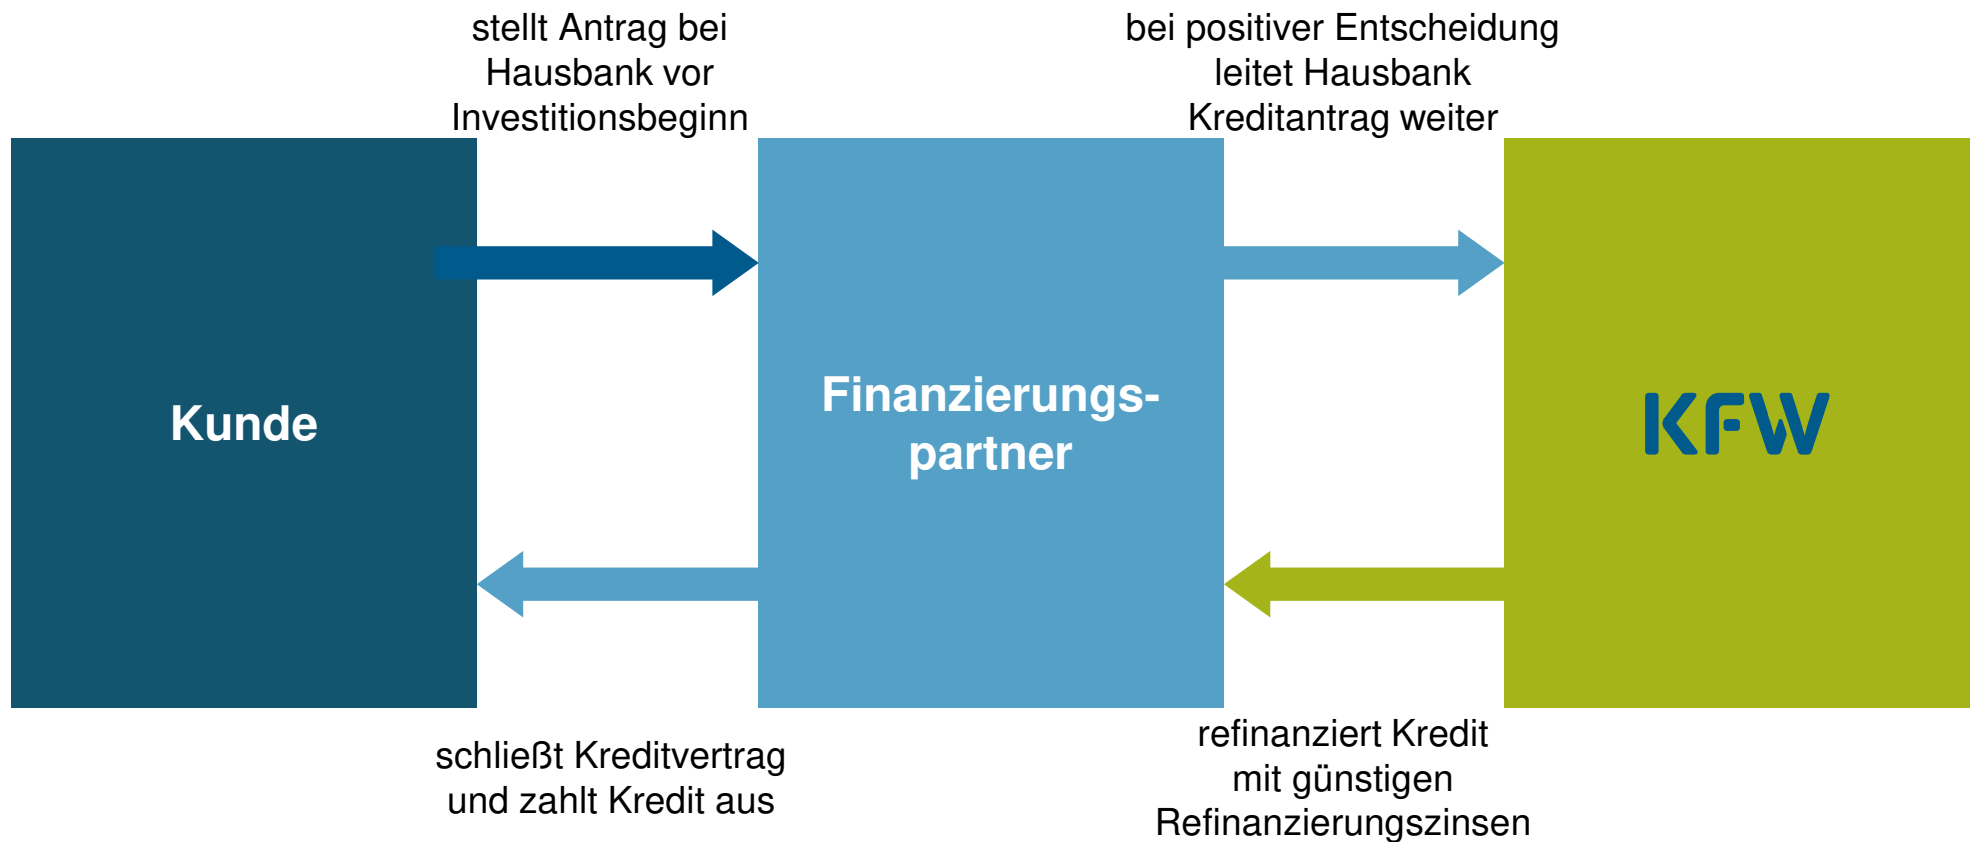 stellt Antrag bei
Hausbank vor
Investitionsbeginn
bei positiver Entscheidung
leitet Hausbank
Kreditantrag weiter
Kunde
Finanzierungs-
partner
KFW
schließt Kreditvertrag
und zahlt Kredit aus
refinanziert Kredit
mit günstigen
Refinanzierungszinsen